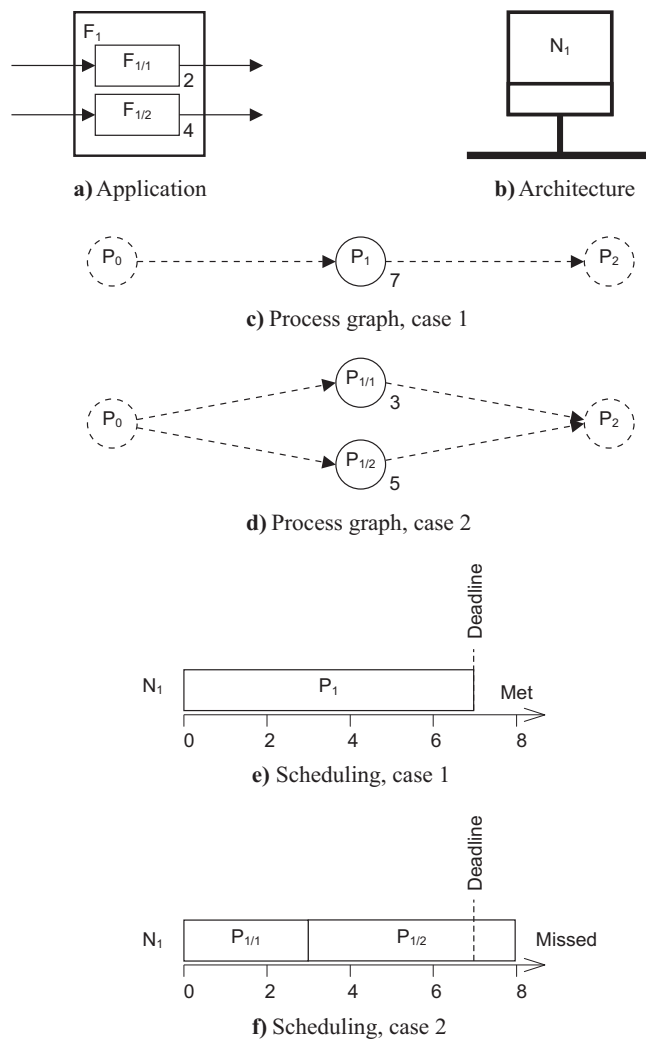 F1
F1/1
2
F1/2
4
N1
a) Application
b) Architecture
P0
P1
P2
7
c) Process graph, case 1
P1/1
3
P0
P2
P1/2
5
d) Process graph, case 2
Deadline
N1
P1
Met
0 2 4 6 8
e) Scheduling, case 1
Deadline
N1
P1/1
P1/2
Missed
0 2 4 6 8
f) Scheduling, case 2